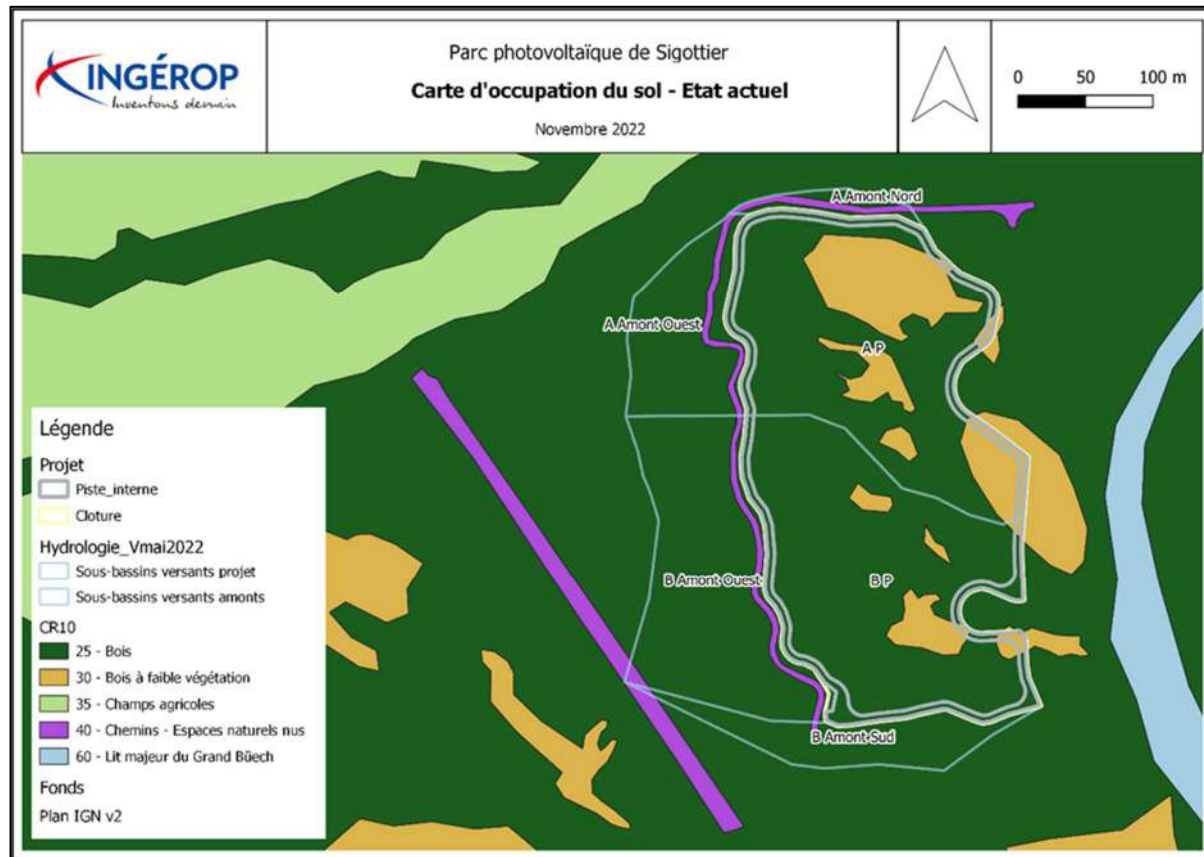 INGÉROP
Inventons demain
Parc photovoltaïque de Sigottier
Carte d'occupation du sol - Etat actuel
Novembre 2022
0 50 100 m
A Amont Nord
A Amont Ouest
A P
B Amont Ouest
B P
B Amont Sud
Légende
Projet
Piste_interne
Cloture
Hydrologie_Vmai2022
Sous-bassins versants projet
Sous-bassins versants amonts
CR10
25 - Bois
30 - Bois à faible végétation
35 - Champs agricoles
40 - Chemins - Espaces naturels nus
60 - Lit majeur du Grand Büech
Fonds
Plan IGN v2